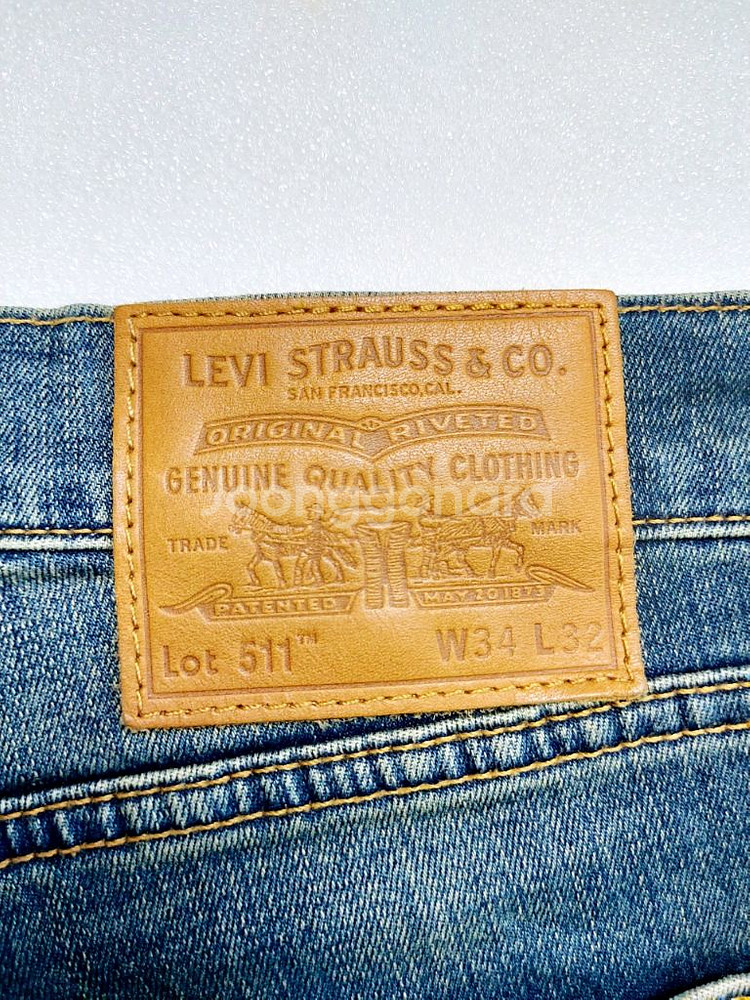 LEVI STRAUSS & CO.
SAN FRANCISCO, CAL.
ORIGINAL RIVETED
GENUINE QUALITY CLOTHING
Joonggonara
TRADE MARK
PATENTED MAY 20 1873
Lot 511™ W34 L32